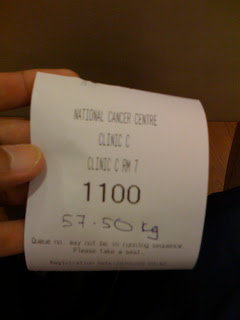 NATIONAL CANCER CENTRE
CLINIC C
CLINIC C RM 7
1100
57.50 kg
Queue no. may not be in running sequence.
Please take a seat.
Registration